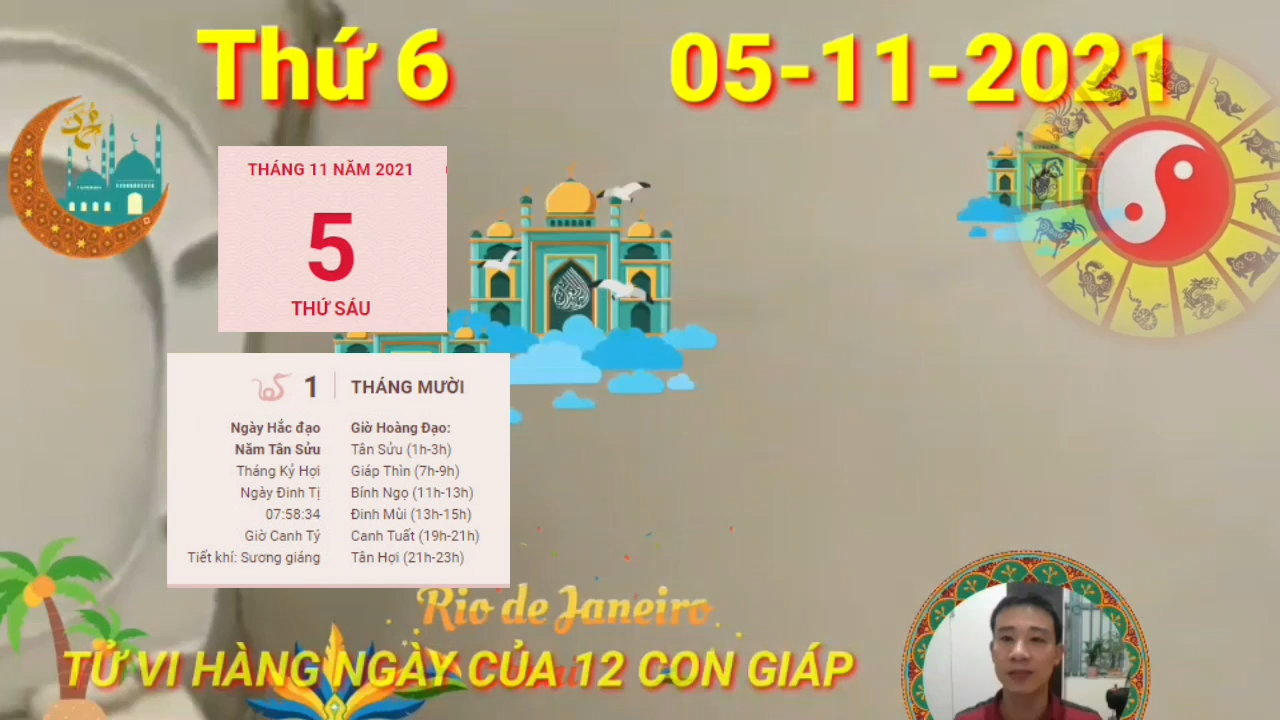 Thứ 6
05-11-2021
THÁNG 11 NĂM 2021
5
THỨ SÁU
1
THÁNG MƯỜI
Ngày Hắc đạo
Năm Tân Sửu
Tháng Kỷ Hợi
Ngày Đinh Tị
07:58:34
Giờ Canh Tý
Tiết khí: Sương giáng
Giờ Hoàng Đạo:
Tân Sửu (1h-3h)
Giáp Thìn (7h-9h)
Bính Ngọ (11h-13h)
Đinh Mùi (13h-15h)
Canh Tuất (19h-21h)
Tân Hợi (21h-23h)
Rio de Janeiro
TỬ VI HÀNG NGÀY CỦA 12 CON GIÁP